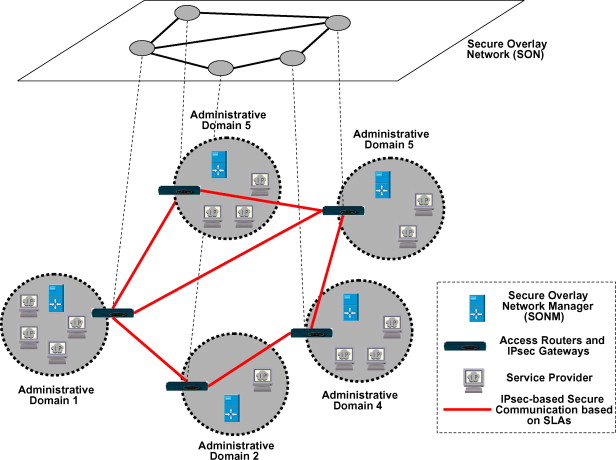 Secure Overlay
Network (SON)
Administrative
Domain 5
Administrative
Domain 5
Administrative
Domain 1
Administrative
Domain 2
Administrative
Domain 4
Secure Overlay
Network Manager
(SONM)
Access Routers and
IPsec Gateways
Service Provider
IPsec-based Secure
Communication based
on SLAs